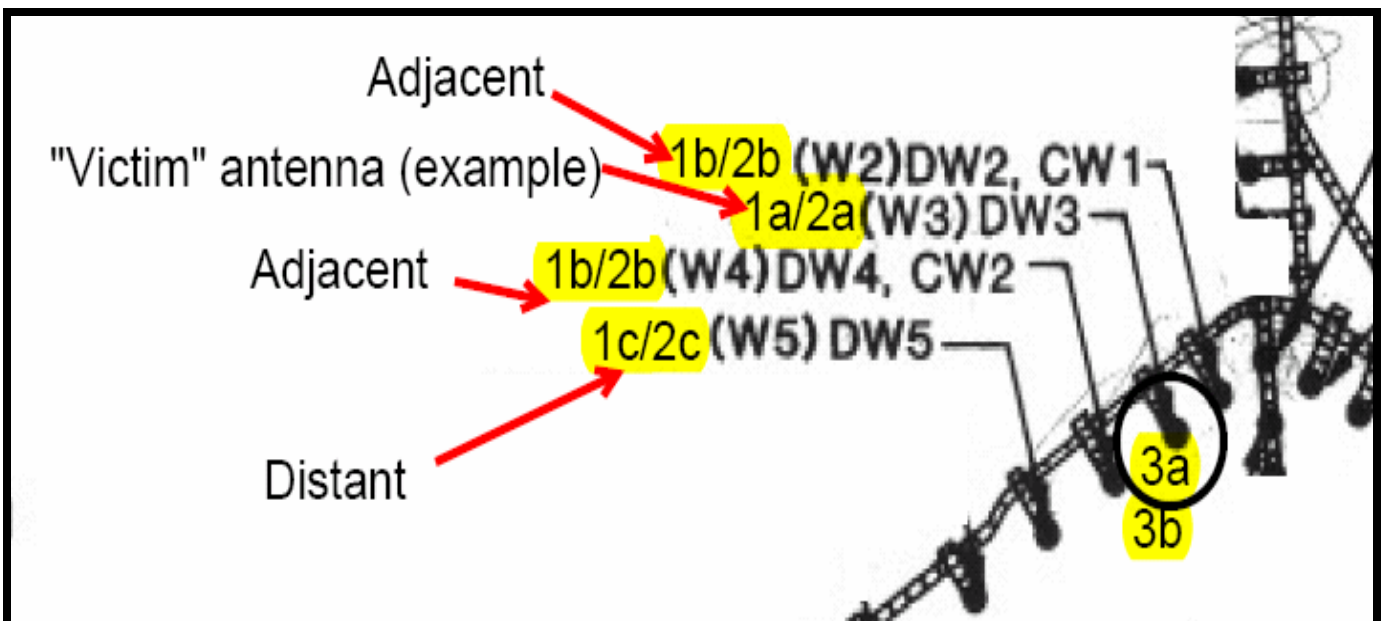 Adjacent
"Victim" antenna (example)
1b/2b (W2)DW2, CW1
1a/2a(W3)DW3
Adjacent
1b/2b(W4)DW4, CW2
1c/2c (W5) DW5
Distant
3a
3b